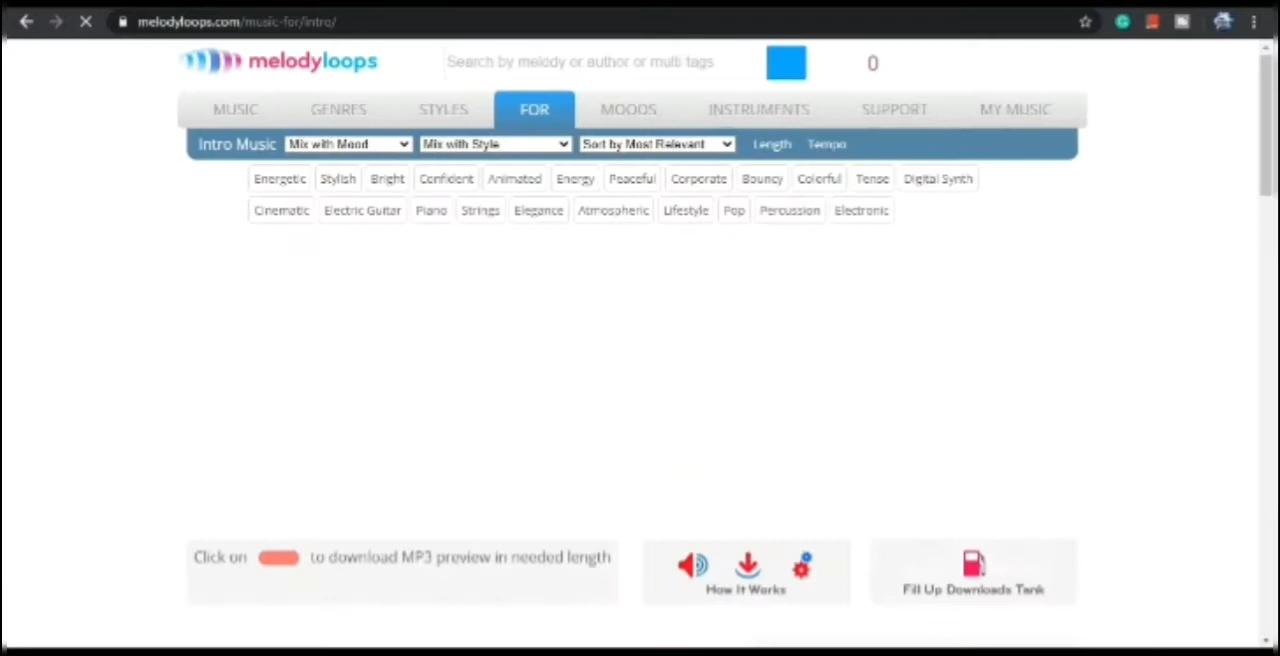 melodyloops.com/music-for/intro/
melodyloops
Search by melody or author or multi tags
0
MUSIC GENRES STYLES FOR MOODS INSTRUMENTS SUPPORT MY MUSIC
Intro Music Mix with Mood Mix with Style Sort by Most Relevant Length Tempo
Energetic Stylish Bright Confident Animated Energy Peaceful Corporate Bouncy Colorful Tense Digital Synth
Cinematic Electric Guitar Piano Strings Elegance Atmospheric Lifestyle Pop Percussion Electronic
Click on to download MP3 preview in needed length
How It Works
Fill Up Downloads Tank